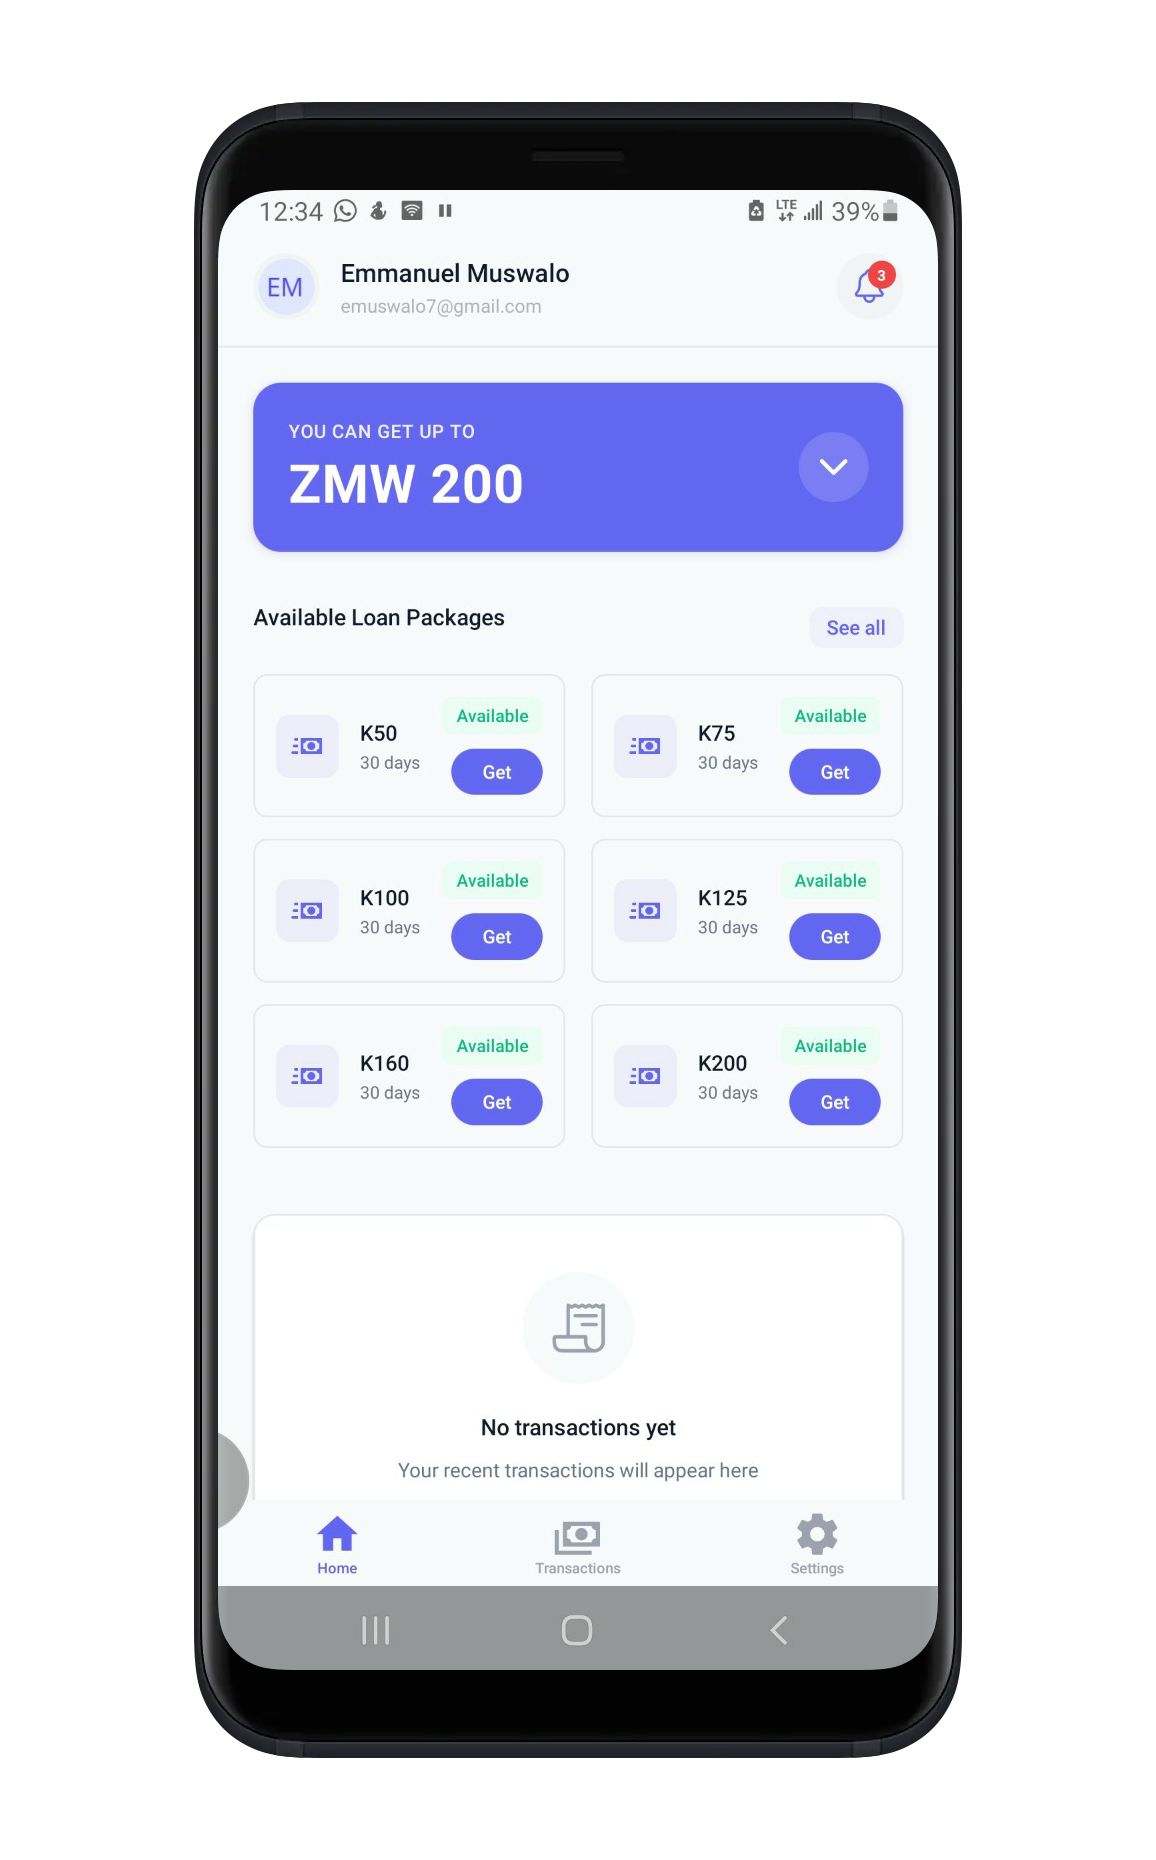 12:34
LTE
39%
EM
Emmanuel Muswalo
3
emuswalo7@gmail.com
YOU CAN GET UP TO
ZMW 200
Available Loan Packages
See all
K50
30 days
Available
Get
K75
30 days
Available
Get
K100
30 days
Available
Get
K125
30 days
Available
Get
K160
30 days
Available
Get
K200
30 days
Available
Get
No transactions yet
Your recent transactions will appear here
Home
Transactions
Settings